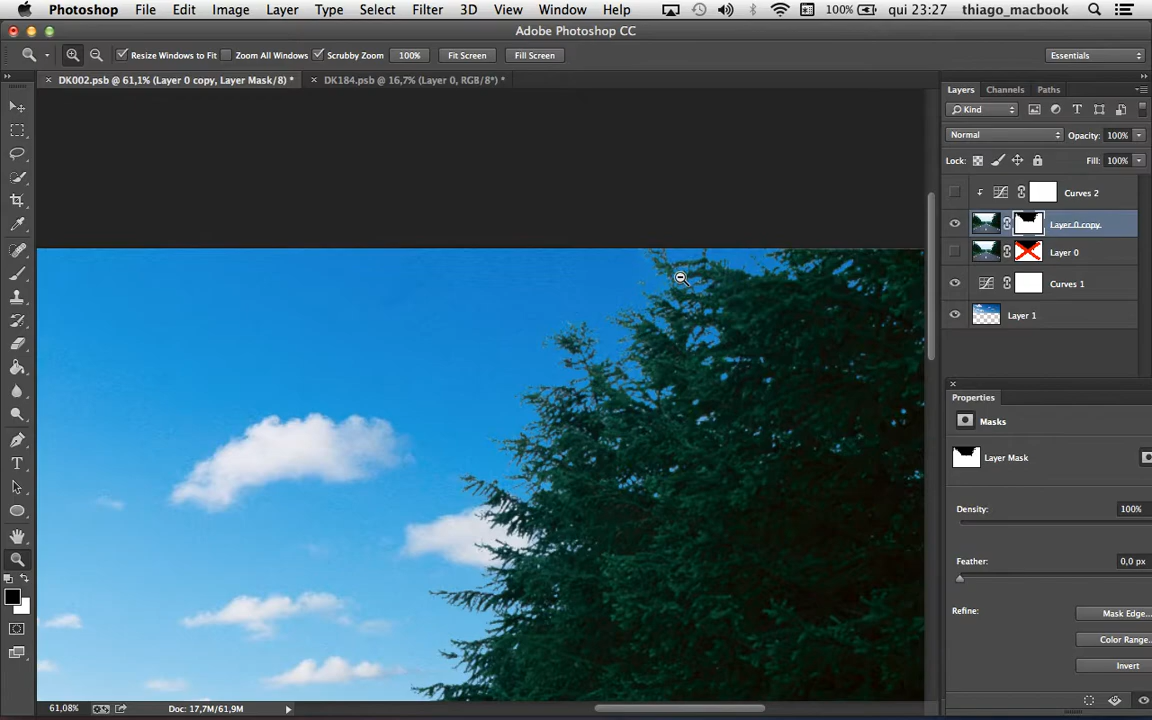 Photoshop File Edit Image Layer Type Select Filter 3D View Window Help 100% qui 23:27 thiago_macbook
Adobe Photoshop CC
Resize Windows to Fit Zoom All Windows Scrubby Zoom 100% Fit Screen Fill Screen Essentials
DK002.psb @ 61,1% (Layer 0 copy, Layer Mask/8) * DK184.psb @ 16,7% (Layer 0, RGB/8*) *
Layers Channels Paths
Kind
Normal Opacity: 100%
Lock: Fill: 100%
Curves 2
Layer 0 copy
Layer 0
Curves 1
Layer 1
Properties
Masks
Layer Mask
Density: 100%
Feather: 0,0 px
Refine: Mask Edge...
Color Range...
Invert
61,08% Doc: 17,7M/61,9M